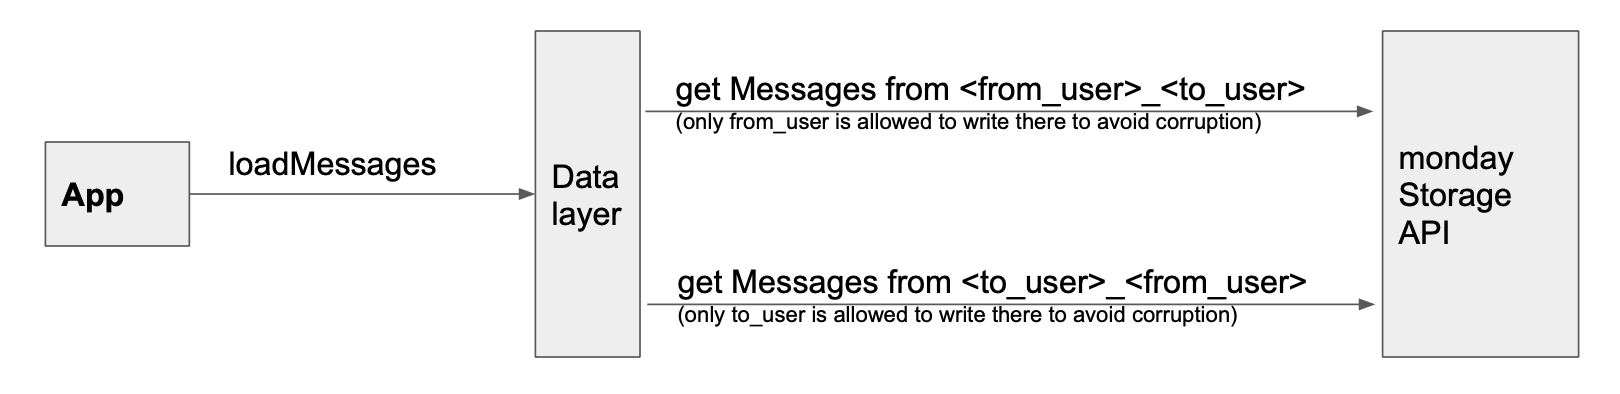 App
loadMessages
Data
layer
get Messages from <from_user>_<to_user>
(only from_user is allowed to write there to avoid corruption)
get Messages from <to_user>_<from_user>
(only to_user is allowed to write there to avoid corruption)
monday
Storage
API